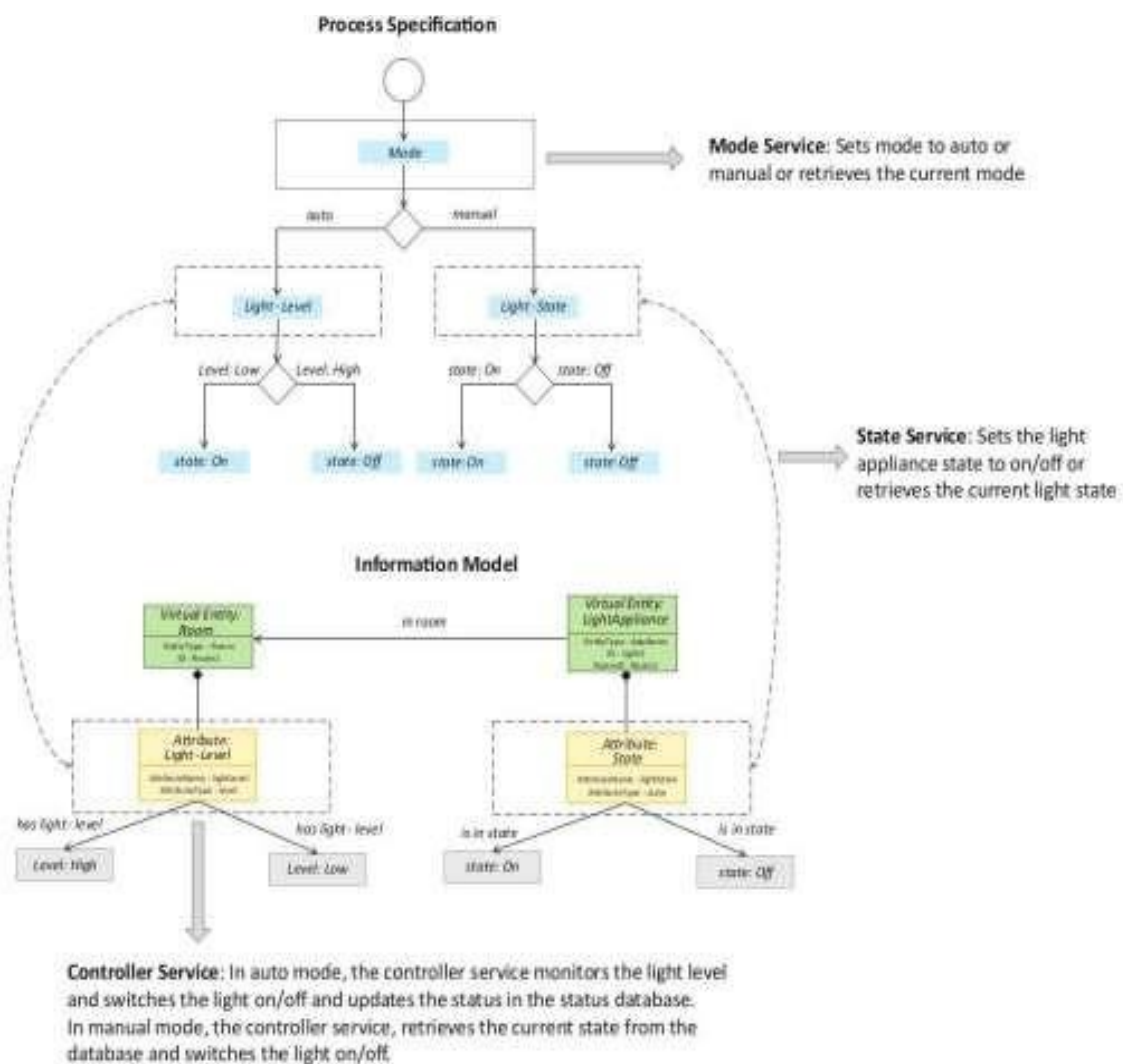 Process Specification
Mode
Mode Service: Sets mode to auto or
manual or retrieves the current mode
auto
manual
Light-Level
Light-State
Level: Low
Level: High
state: On
state: Off
state: On
state: Off
state: On
state: Off
State Service: Sets the light
appliance state to on/off or
retrieves the current light state
Information Model
Virtual Entity:
Room
Virtual Entity:
LightAppliance
in room
Attribute:
Light-Level
Attribute:
State
has light-level
has light-level
is in state
is in state
Level: High
Level: Low
state: On
state: Off
Controller Service: In auto mode, the controller service monitors the light level
and switches the light on/off and updates the status in the status database.
In manual mode, the controller service, retrieves the current state from the
database and switches the light on/off.